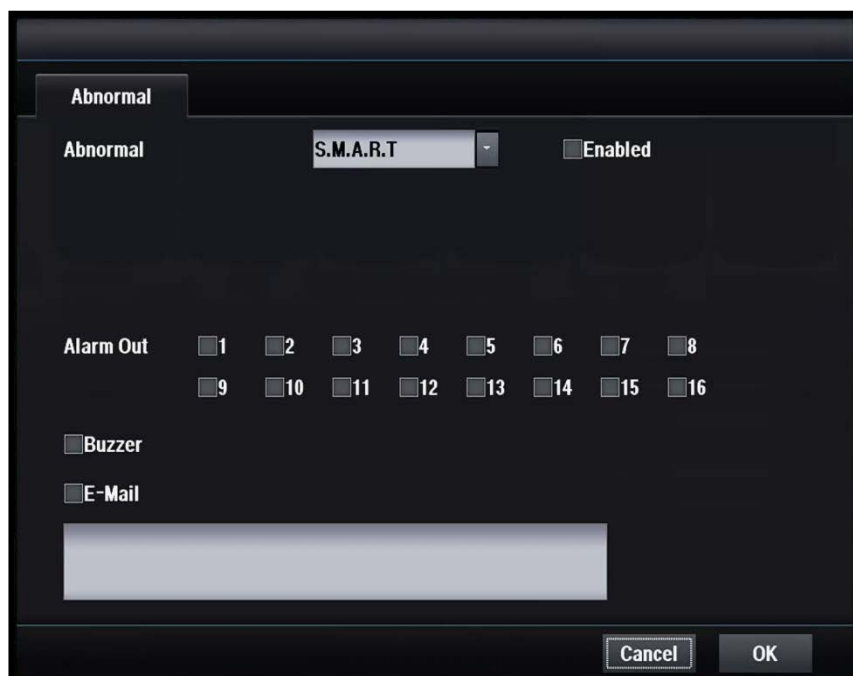 Abnormal
Abnormal S.M.A.R.T Enabled
Alarm Out 1 2 3 4 5 6 7 8
9 10 11 12 13 14 15 16
Buzzer
E-Mail
Cancel OK